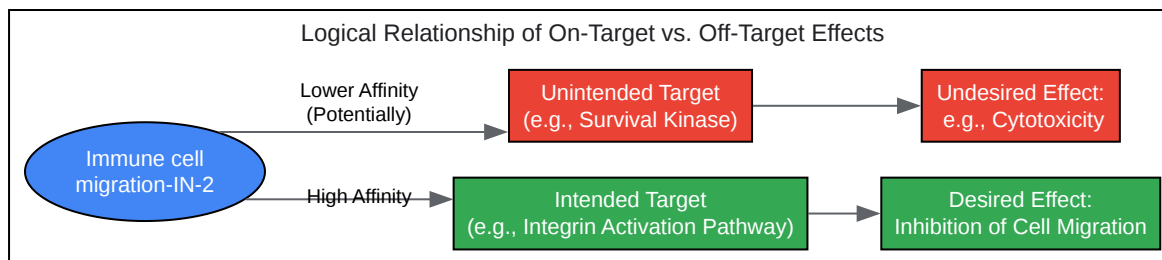 Logical Relationship of On-Target vs. Off-Target Effects
Immune cell
migration-IN-2
Lower Affinity
(Potentially)
Unintended Target
(e.g., Survival Kinase)
Undesired Effect:
e.g., Cytotoxicity
High Affinity
Intended Target
(e.g., Integrin Activation Pathway)
Desired Effect:
Inhibition of Cell Migration